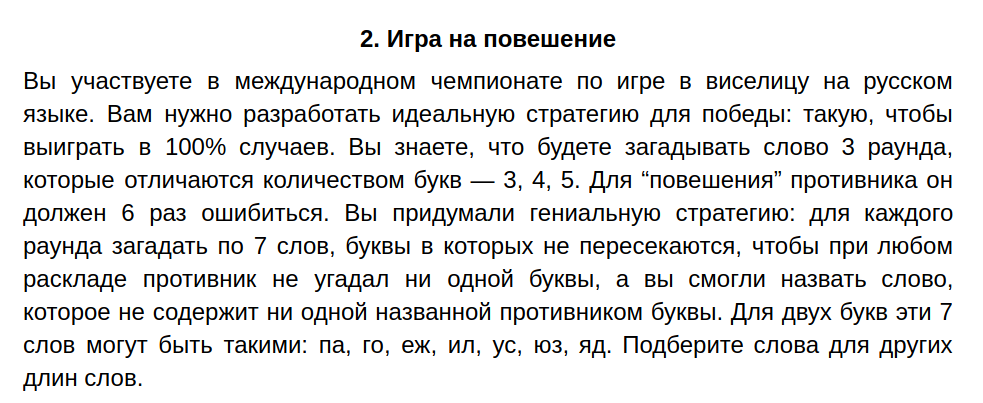 2. Игра на повешение
Вы участвуете в международном чемпионате по игре в виселицу на русском
языке. Вам нужно разработать идеальную стратегию для победы: такую, чтобы
выиграть в 100% случаев. Вы знаете, что будете загадывать слово 3 раунда,
которые отличаются количеством букв — 3, 4, 5. Для “повешения” противника он
должен 6 раз ошибиться. Вы придумали гениальную стратегию: для каждого
раунда загадать по 7 слов, буквы в которых не пересекаются, чтобы при любом
раскладе противник не угадал ни одной буквы, а вы смогли назвать слово,
которое не содержит ни одной названной противником буквы. Для двух букв эти 7
слов могут быть такими: па, го, еж, ил, ус, юз, яд. Подберите слова для других
длин слов.